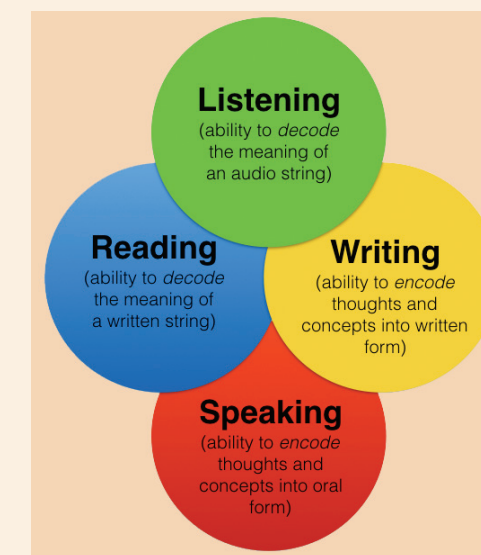 Listening
(ability to decode
the meaning of
an audio string)
Reading
(ability to decode
the meaning of
a written string)
Writing
(ability to encode
thoughts and
concepts into written
form)
Speaking
(ability to encode
thoughts and
concepts into oral
form)